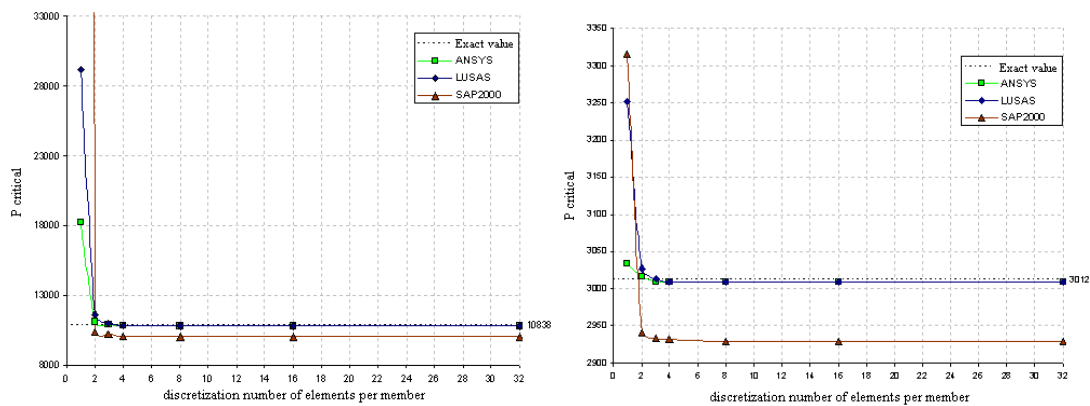 33000
28000
23000
18000
13000
8000
P critical
Exact value
ANSYS
LUSAS
SAP2000
10838
0 2 4 6 8 10 12 14 16 18 20 22 24 26 28 30 32
discretization number of elements per member
3350
3300
3250
3200
3150
3100
3050
3000
2950
2900
P critical
Exact value
ANSYS
LUSAS
SAP2000
3012
0 2 4 6 8 10 12 14 16 18 20 22 24 26 28 30 32
discretization number of elements per member